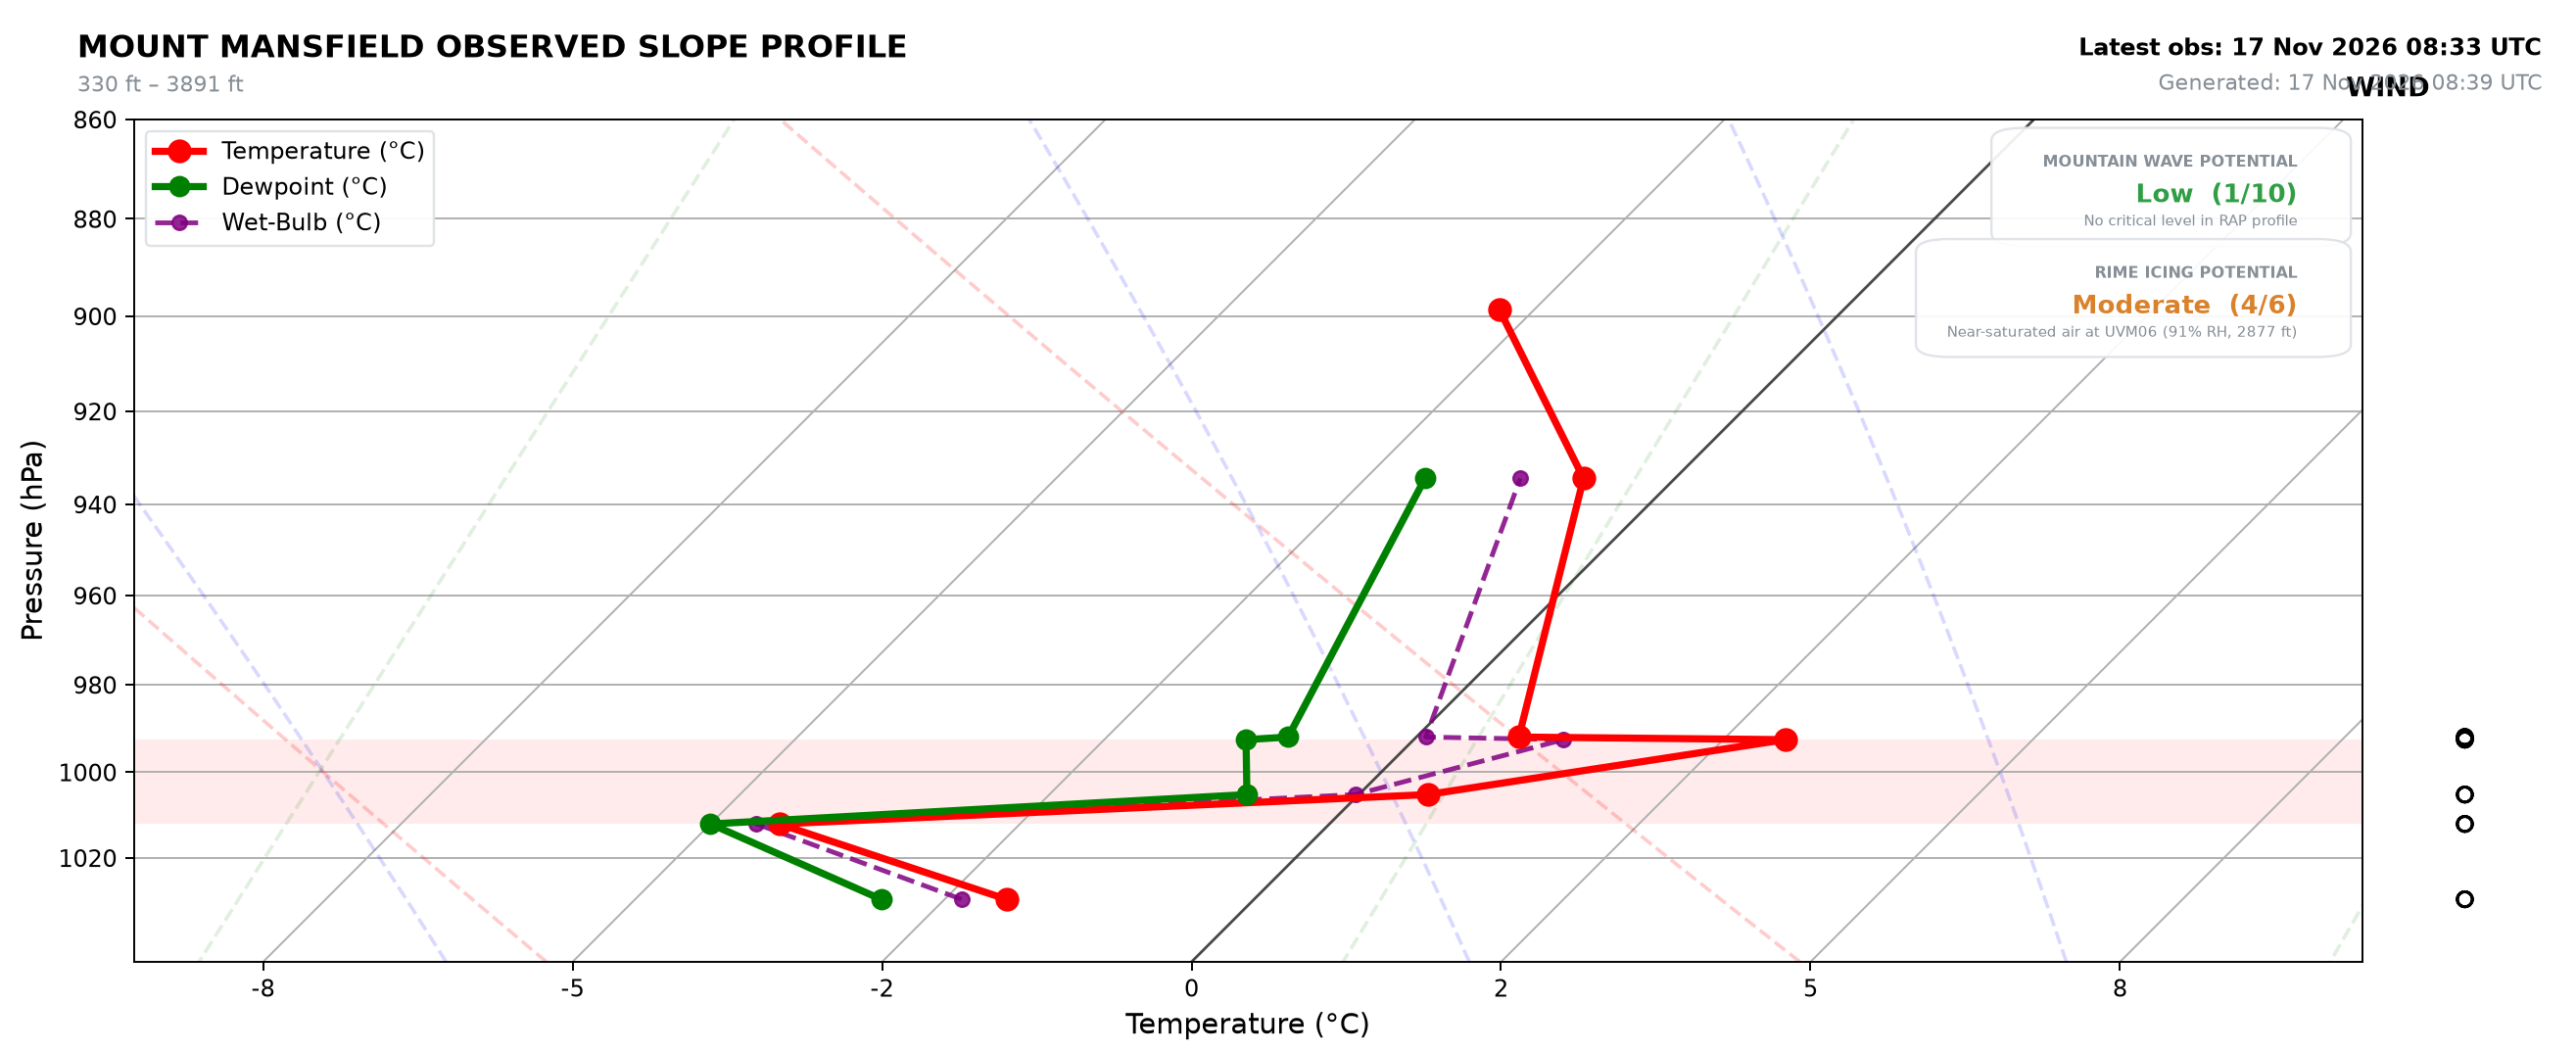 MOUNT MANSFIELD OBSERVED SLOPE PROFILE
330 ft – 3891 ft
Latest obs: 17 Nov 2026 08:33 UTC
Generated: 17 Nov 2026 08:39 UTC
WIND
Temperature (°C)
Dewpoint (°C)
Wet-Bulb (°C)
MOUNTAIN WAVE POTENTIAL
Low (1/10)
No critical level in RAP profile
RIME ICING POTENTIAL
Moderate (4/6)
Near-saturated air at UVM06 (91% RH, 2877 ft)
Pressure (hPa)
860
880
900
920
940
960
980
1000
1020
-8
-5
-2
0
2
5
8
Temperature (°C)